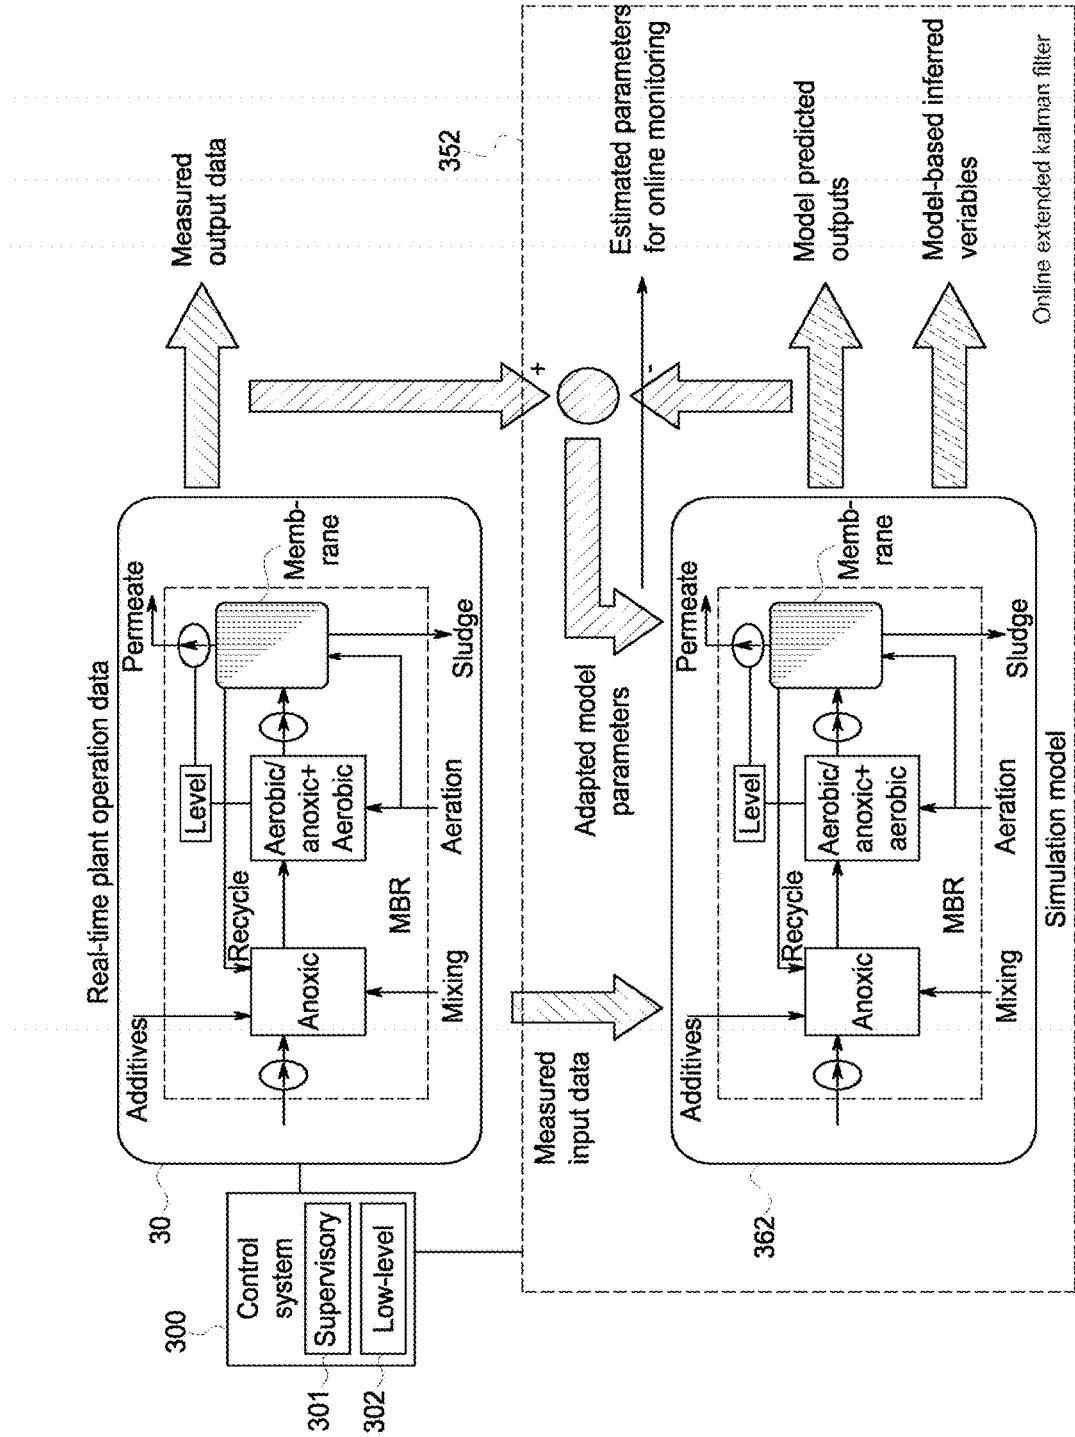 300
Control
system
301
Supervisory
302
Low-level
30
Real-time plant operation data
Additives
Permeate
Level
Recycle
Anoxic
Aerobic/
anoxic+
Aerobic
Memb-
rane
MBR
Mixing
Aeration
Sludge
Measured
output data
Measured
input data
Adapted model
parameters
+
-
352
Estimated parameters
for online monitoring
362
Additives
Permeate
Level
Recycle
Anoxic
Aerobic/
anoxic+
aerobic
Memb-
rane
MBR
Mixing
Aeration
Sludge
Simulation model
Model predicted
outputs
Model-based inferred
veriables
Online extended kalman filter